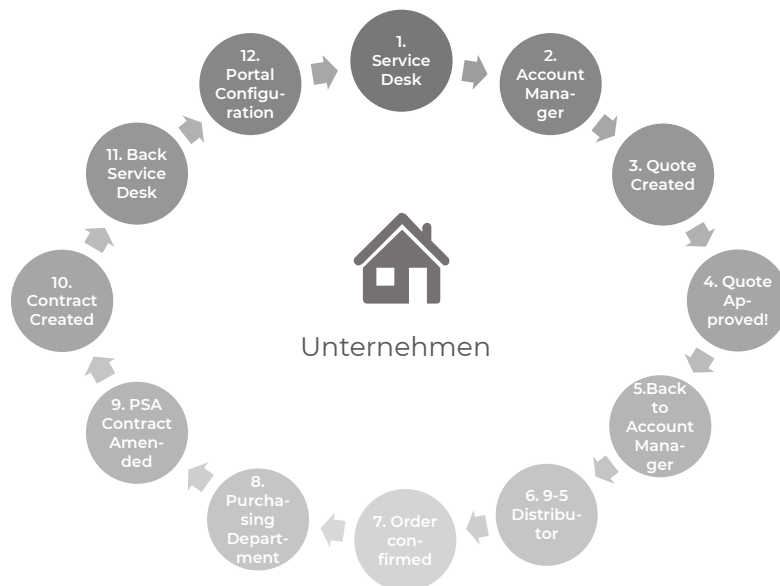 1.
Service
Desk
2.
Account
Mana-
ger
3. Quote
Created
4. Quote
Ap-
proved!
5.Back
to
Account
Mana-
ger
6. 9-5
Distribu-
tor
7. Order
con-
firmed
8.
Purcha-
sing
Depart-
ment
9. PSA
Contract
Amen-
ded
10.
Contract
Created
11. Back
Service
Desk
12.
Portal
Configu-
ration
Unternehmen